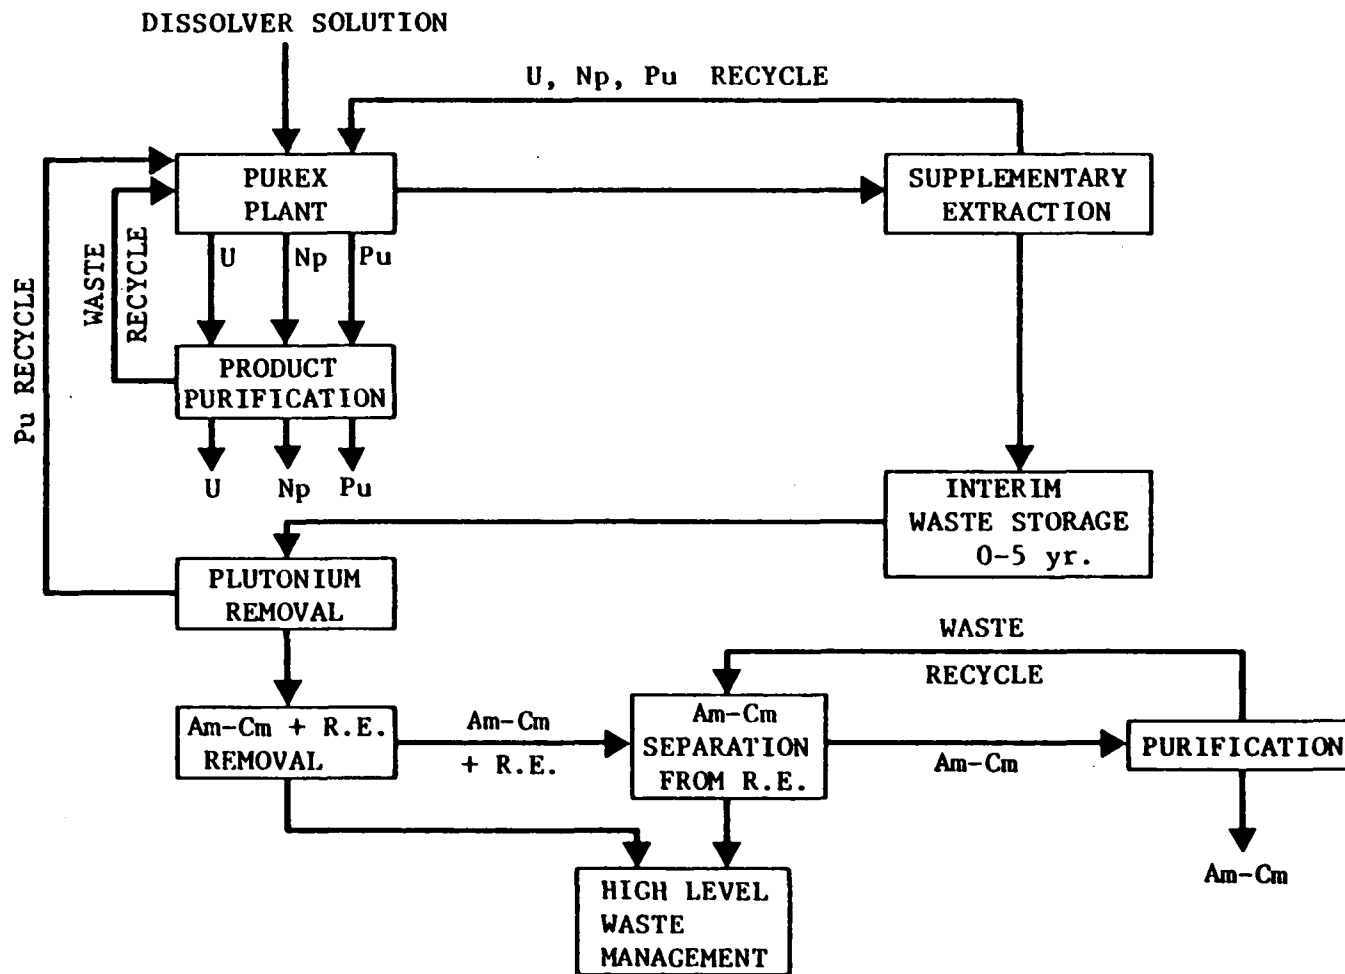 DISSOLVER SOLUTION
U, Np, Pu RECYCLE
PUREX
PLANT
SUPPLEMENTARY
EXTRACTION
U
Np
Pu
WASTE
RECYCLE
Pu RECYCLE
PRODUCT
PURIFICATION
U
Np
Pu
INTERIM
WASTE STORAGE
0-5 yr.
PLUTONIUM
REMOVAL
WASTE
RECYCLE
Am-Cm + R.E.
REMOVAL
Am-Cm
+ R.E.
Am-Cm
SEPARATION
FROM R.E.
Am-Cm
PURIFICATION
Am-Cm
HIGH LEVEL
WASTE
MANAGEMENT